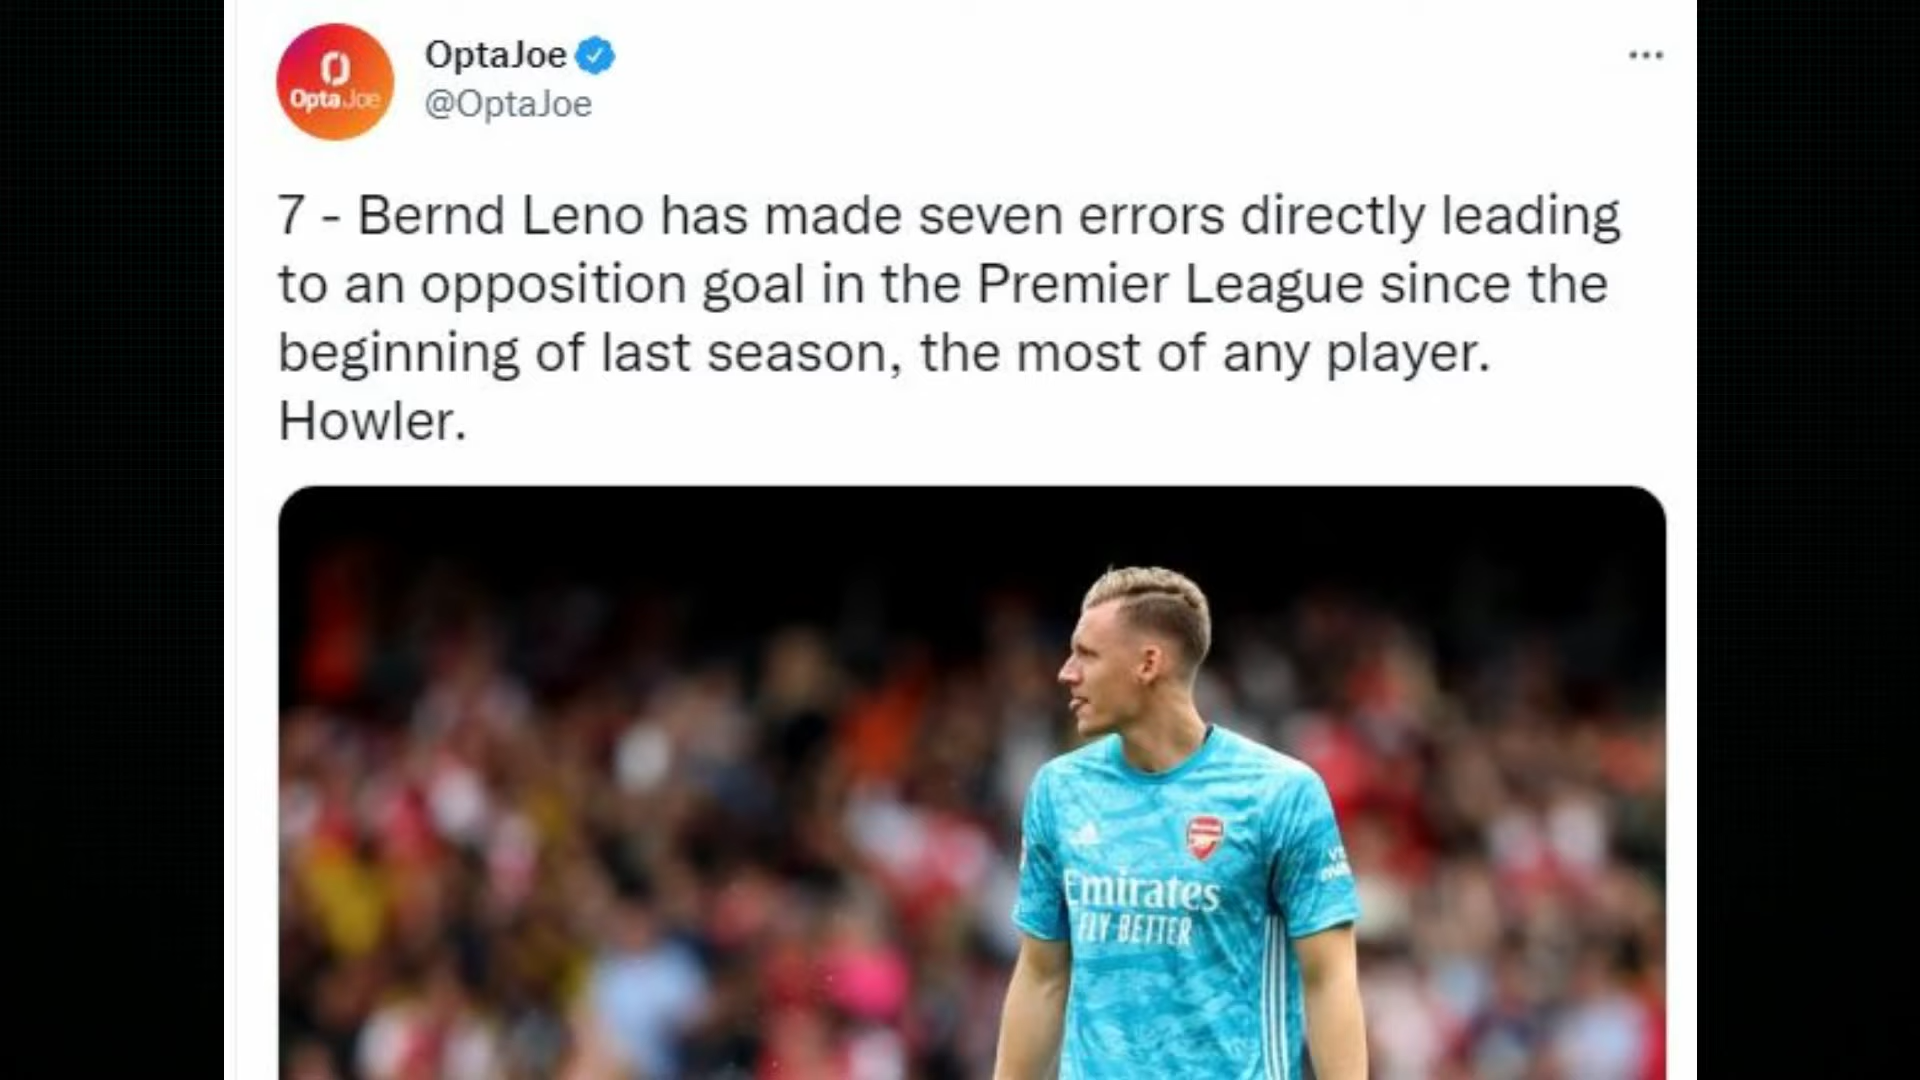 OptaJoe
@OptaJoe
OptaJoe
7 - Bernd Leno has made seven errors directly leading
to an opposition goal in the Premier League since the
beginning of last season, the most of any player.
Howler.
Emirates
FLY BETTER